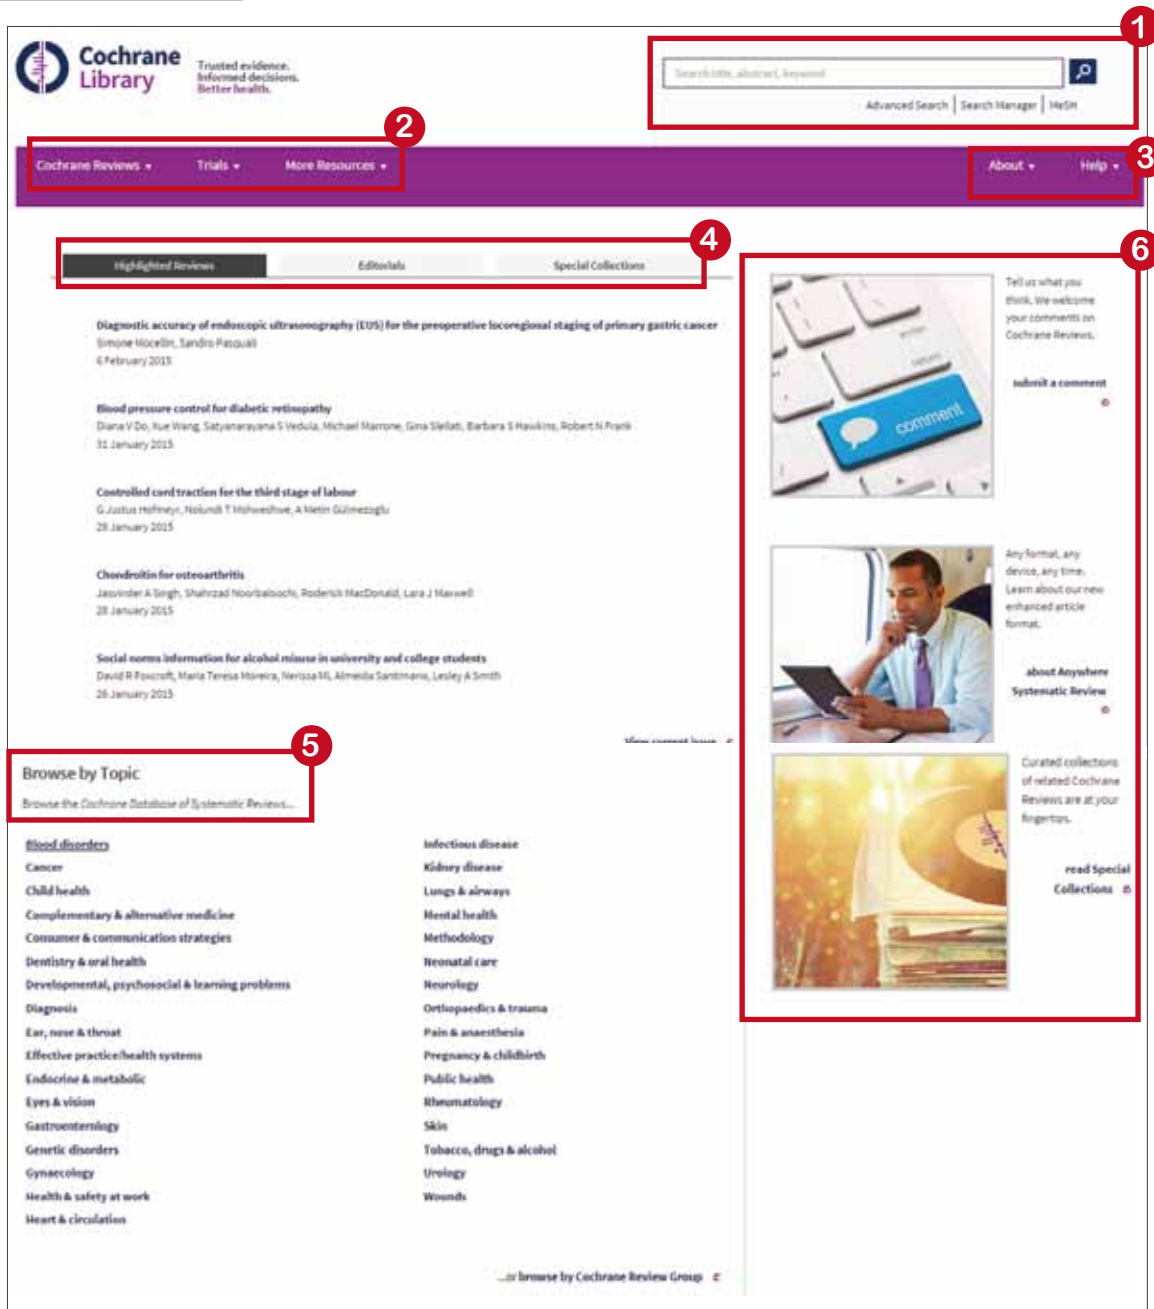 1
Cochrane
Library
Trusted evidence.
Informed decisions.
Better health.
Search title, abstract, keyword
Advanced Search | Search Manager | MeSH
2
Cochrane Reviews
Trials
More Resources
About
Help
3
4
Highlighted Reviews
Editorials
Special Collections
6
Diagnostic accuracy of endoscopic ultrasonography (EUS) for the preoperative locoregional staging of primary gastric cancer
Simone Mocellin, Sandro Pasquali
6 February 2015
Blood pressure control for diabetic retinopathy
Diana V Do, Xue Wang, Satyanarayana S Vedula, Michael Marrone, Gina Sleilati, Barbara S Hawkins, Robert N Frank
31 January 2015
Controlled cord traction for the third stage of labour
G Justus Hofmeyr, Nolundi T Mshweshwe, A Metin Gülmezoglu
29 January 2015
Chondroitin for osteoarthritis
Jasvinder A Singh, Shahrzad Noorbaloochi, Roderick MacDonald, Lara J Maxwell
28 January 2015
Social norms information for alcohol misuse in university and college students
David R Foxcroft, Maria Teresa Moreira, Nerissa ML Almeida Santimano, Lesley A Smith
26 January 2015
View current issue
Tell us what you
think. We welcome
your comments on
Cochrane Reviews.
submit a comment
enter
return
comment
Any format, any
device, any time.
Learn about our new
enhanced article
format.
about Anywhere
Systematic Review
Curated collections
of related Cochrane
Reviews are at your
fingertips.
read Special
Collections
5
Browse by Topic
Browse the Cochrane Database of Systematic Reviews...
Blood disorders
Cancer
Child health
Complementary & alternative medicine
Consumer & communication strategies
Dentistry & oral health
Developmental, psychosocial & learning problems
Diagnosis
Ear, nose & throat
Effective practice/health systems
Endocrine & metabolic
Eyes & vision
Gastroenterology
Genetic disorders
Gynaecology
Health & safety at work
Heart & circulation
Infectious disease
Kidney disease
Lungs & airways
Mental health
Methodology
Neonatal care
Neurology
Orthopaedics & trauma
Pain & anaesthesia
Pregnancy & childbirth
Public health
Rheumatology
Skin
Tobacco, drugs & alcohol
Urology
Wounds
...or browse by Cochrane Review Group